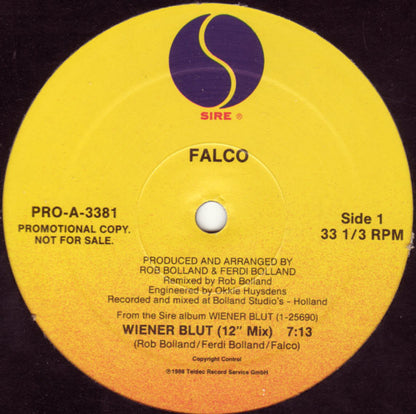 SIRE ®
FALCO
PRO-A-3381
PROMOTIONAL COPY.
NOT FOR SALE.
Side 1
33 1/3 RPM
PRODUCED AND ARRANGED BY
ROB BOLLAND & FERDI BOLLAND
Remixed by Rob Bolland
Engineered by Okkie Huysdens
Recorded and mixed at Bolland Studio's - Holland
From the Sire album WIENER BLUT (1-25690)
WIENER BLUT (12" Mix) 7:13
(Rob Bolland/Ferdi Bolland/Falco)
Copyright Control
℗1988 Teldec Record Service GmbH